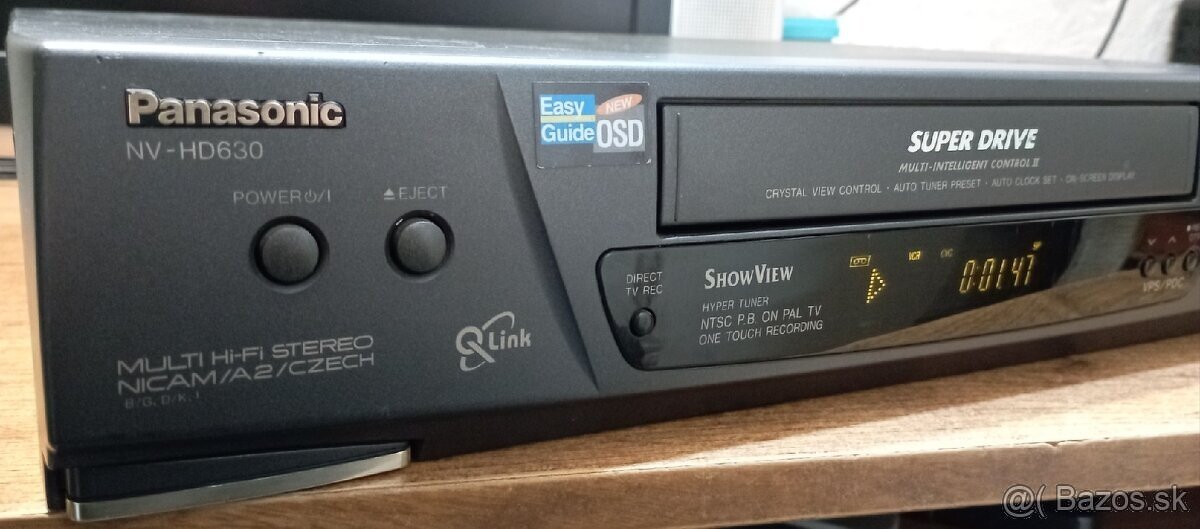 Panasonic
NV-HD630
POWER ⏻/I
⏏ EJECT
MULTI Hi-Fi STEREO
NICAM/A2/CZECH
B/G, D/K, I
Q Link
Easy Guide
NEW
OSD
SUPER DRIVE
MULTI-INTELLIGENT CONTROL II
CRYSTAL VIEW CONTROL · AUTO TUNER PRESET · AUTO CLOCK SET · ON-SCREEN DISPLAY
DIRECT
TV REC
SHOWVIEW
HYPER TUNER
NTSC P.B. ON PAL TV
ONE TOUCH RECORDING
VCR
0:01.47
SP
VPS/PDC
@( Bazos.sk